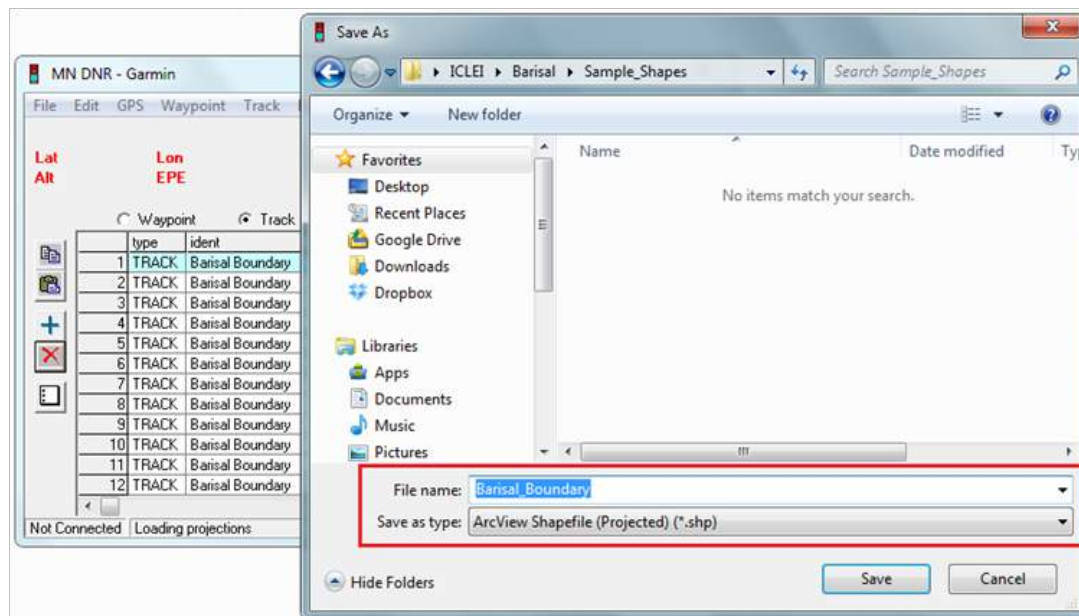 MN DNR - Garmin
File Edit GPS Waypoint Track
Lat Lon
Alt EPE
Waypoint Track
type ident
1 TRACK Barisal Boundary
2 TRACK Barisal Boundary
3 TRACK Barisal Boundary
4 TRACK Barisal Boundary
5 TRACK Barisal Boundary
6 TRACK Barisal Boundary
7 TRACK Barisal Boundary
8 TRACK Barisal Boundary
9 TRACK Barisal Boundary
10 TRACK Barisal Boundary
11 TRACK Barisal Boundary
12 TRACK Barisal Boundary
Not Connected Loading projections
Save As
ICLEI Barisal Sample_Shapes Search Sample_Shapes
Organize New folder
Favorites
Desktop
Recent Places
Google Drive
Downloads
Dropbox
Libraries
Apps
Documents
Music
Pictures
Name Date modified Ty
No items match your search.
File name: Barisal_Boundary
Save as type: ArcView Shapefile (Projected) (*.shp)
Hide Folders Save Cancel